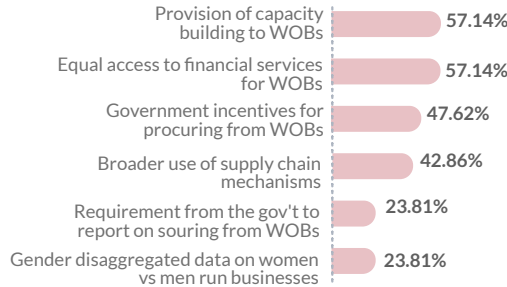 Provision of capacity
building to WOBs
57.14%
Equal access to financial services
for WOBs
57.14%
Government incentives for
procuring from WOBs
47.62%
Broader use of supply chain
mechanisms
42.86%
Requirement from the gov't to
report on souring from WOBs
23.81%
Gender disaggregated data on women
vs men run businesses
23.81%